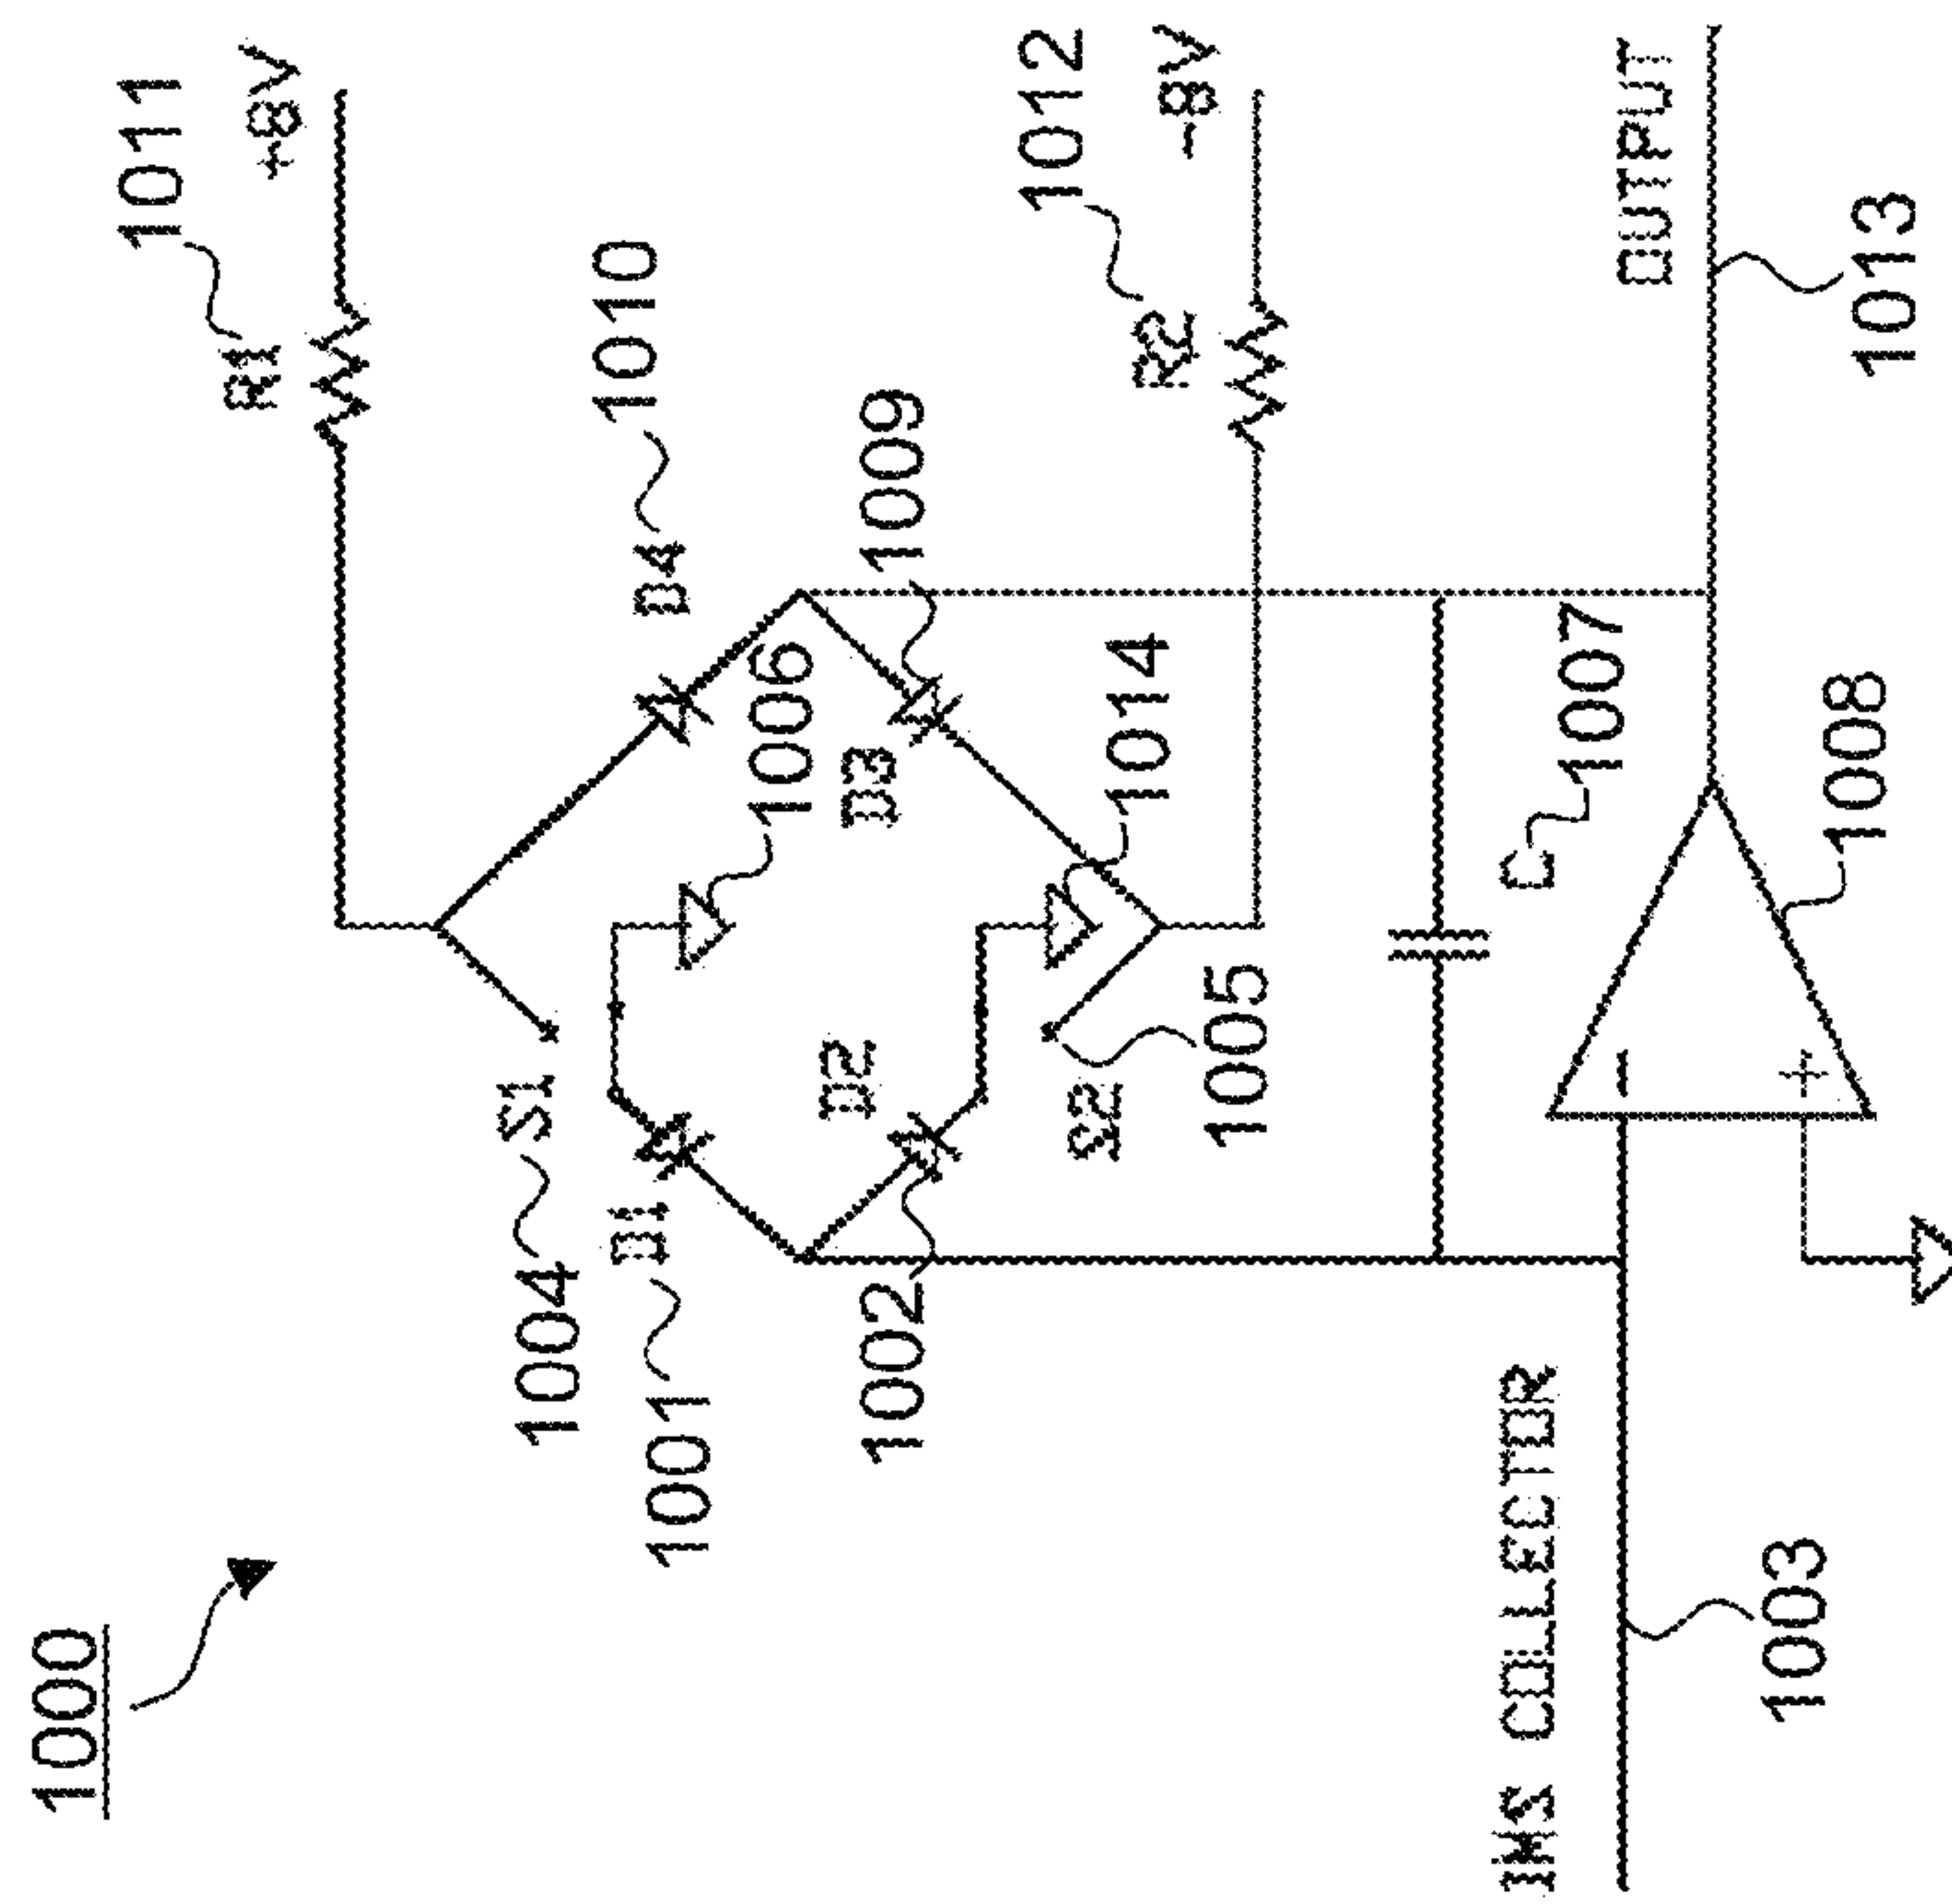 1000
1011
R1
+8V
1010
D4
1004
S1
1006
1001
D1
D3
1009
1002
D2
1014
S2
1005
1012
R2
-8V
C
1007
IMS COLLECTOR
-
+
1008
OUTPUT
1003
1013